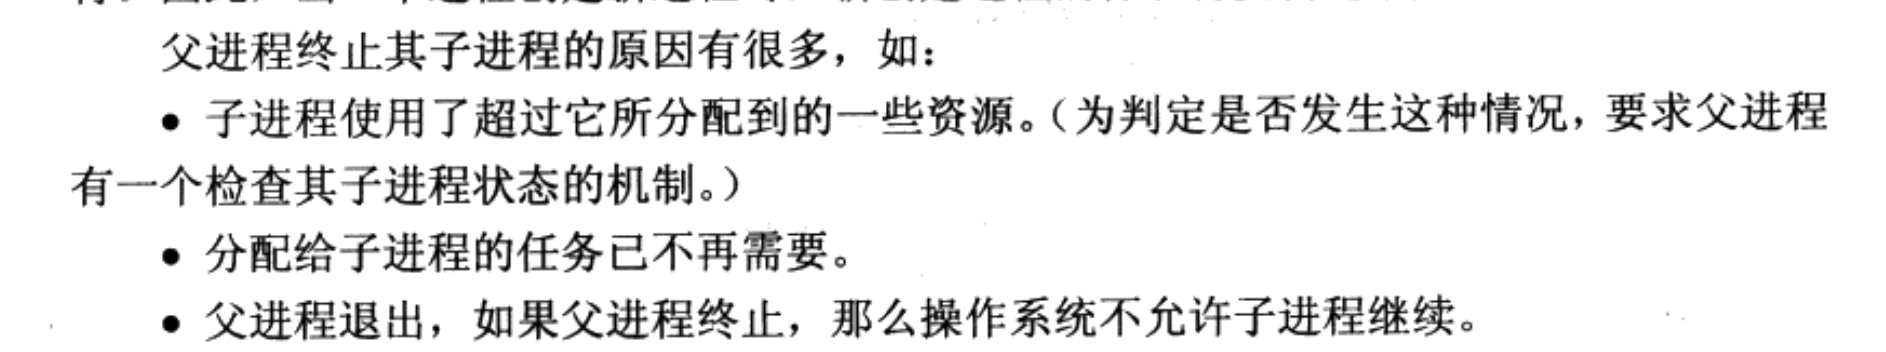 父进程终止其子进程的原因有很多，如：
● 子进程使用了超过它所分配到的一些资源。（为判定是否发生这种情况，要求父进程
有一个检查其子进程状态的机制。）
● 分配给子进程的任务已不再需要。
● 父进程退出，如果父进程终止，那么操作系统不允许子进程继续。